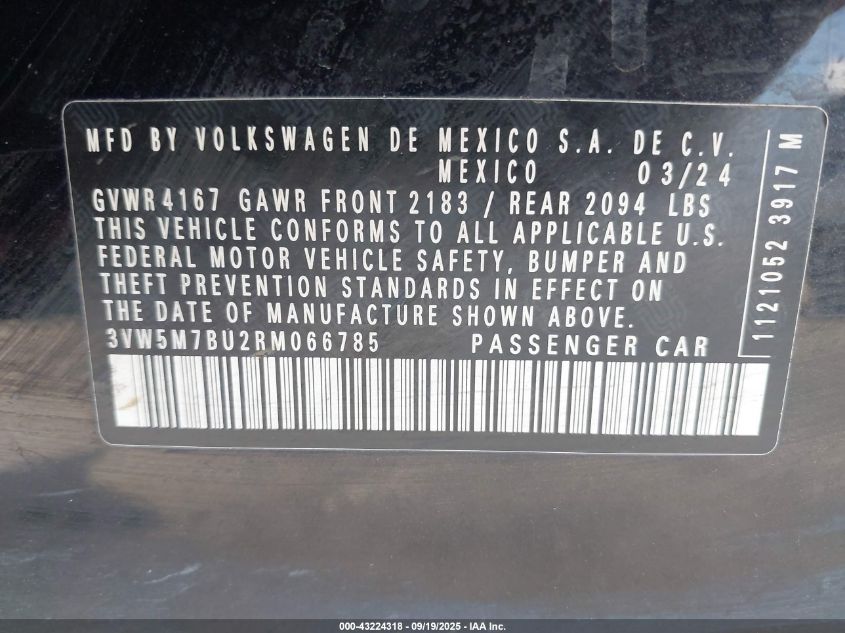 MFD BY VOLKSWAGEN DE MEXICO S.A. DE C.V.
MEXICO 03/24
GVWR 4167 GAWR FRONT 2183 / REAR 2094 LBS
THIS VEHICLE CONFORMS TO ALL APPLICABLE U.S.
FEDERAL MOTOR VEHICLE SAFETY, BUMPER AND
THEFT PREVENTION STANDARDS IN EFFECT ON
THE DATE OF MANUFACTURE SHOWN ABOVE.
3VW5M7BU2RM066785 PASSENGER CAR
1121052 3917 M
000-43224318 - 09/19/2025 - IAA Inc.